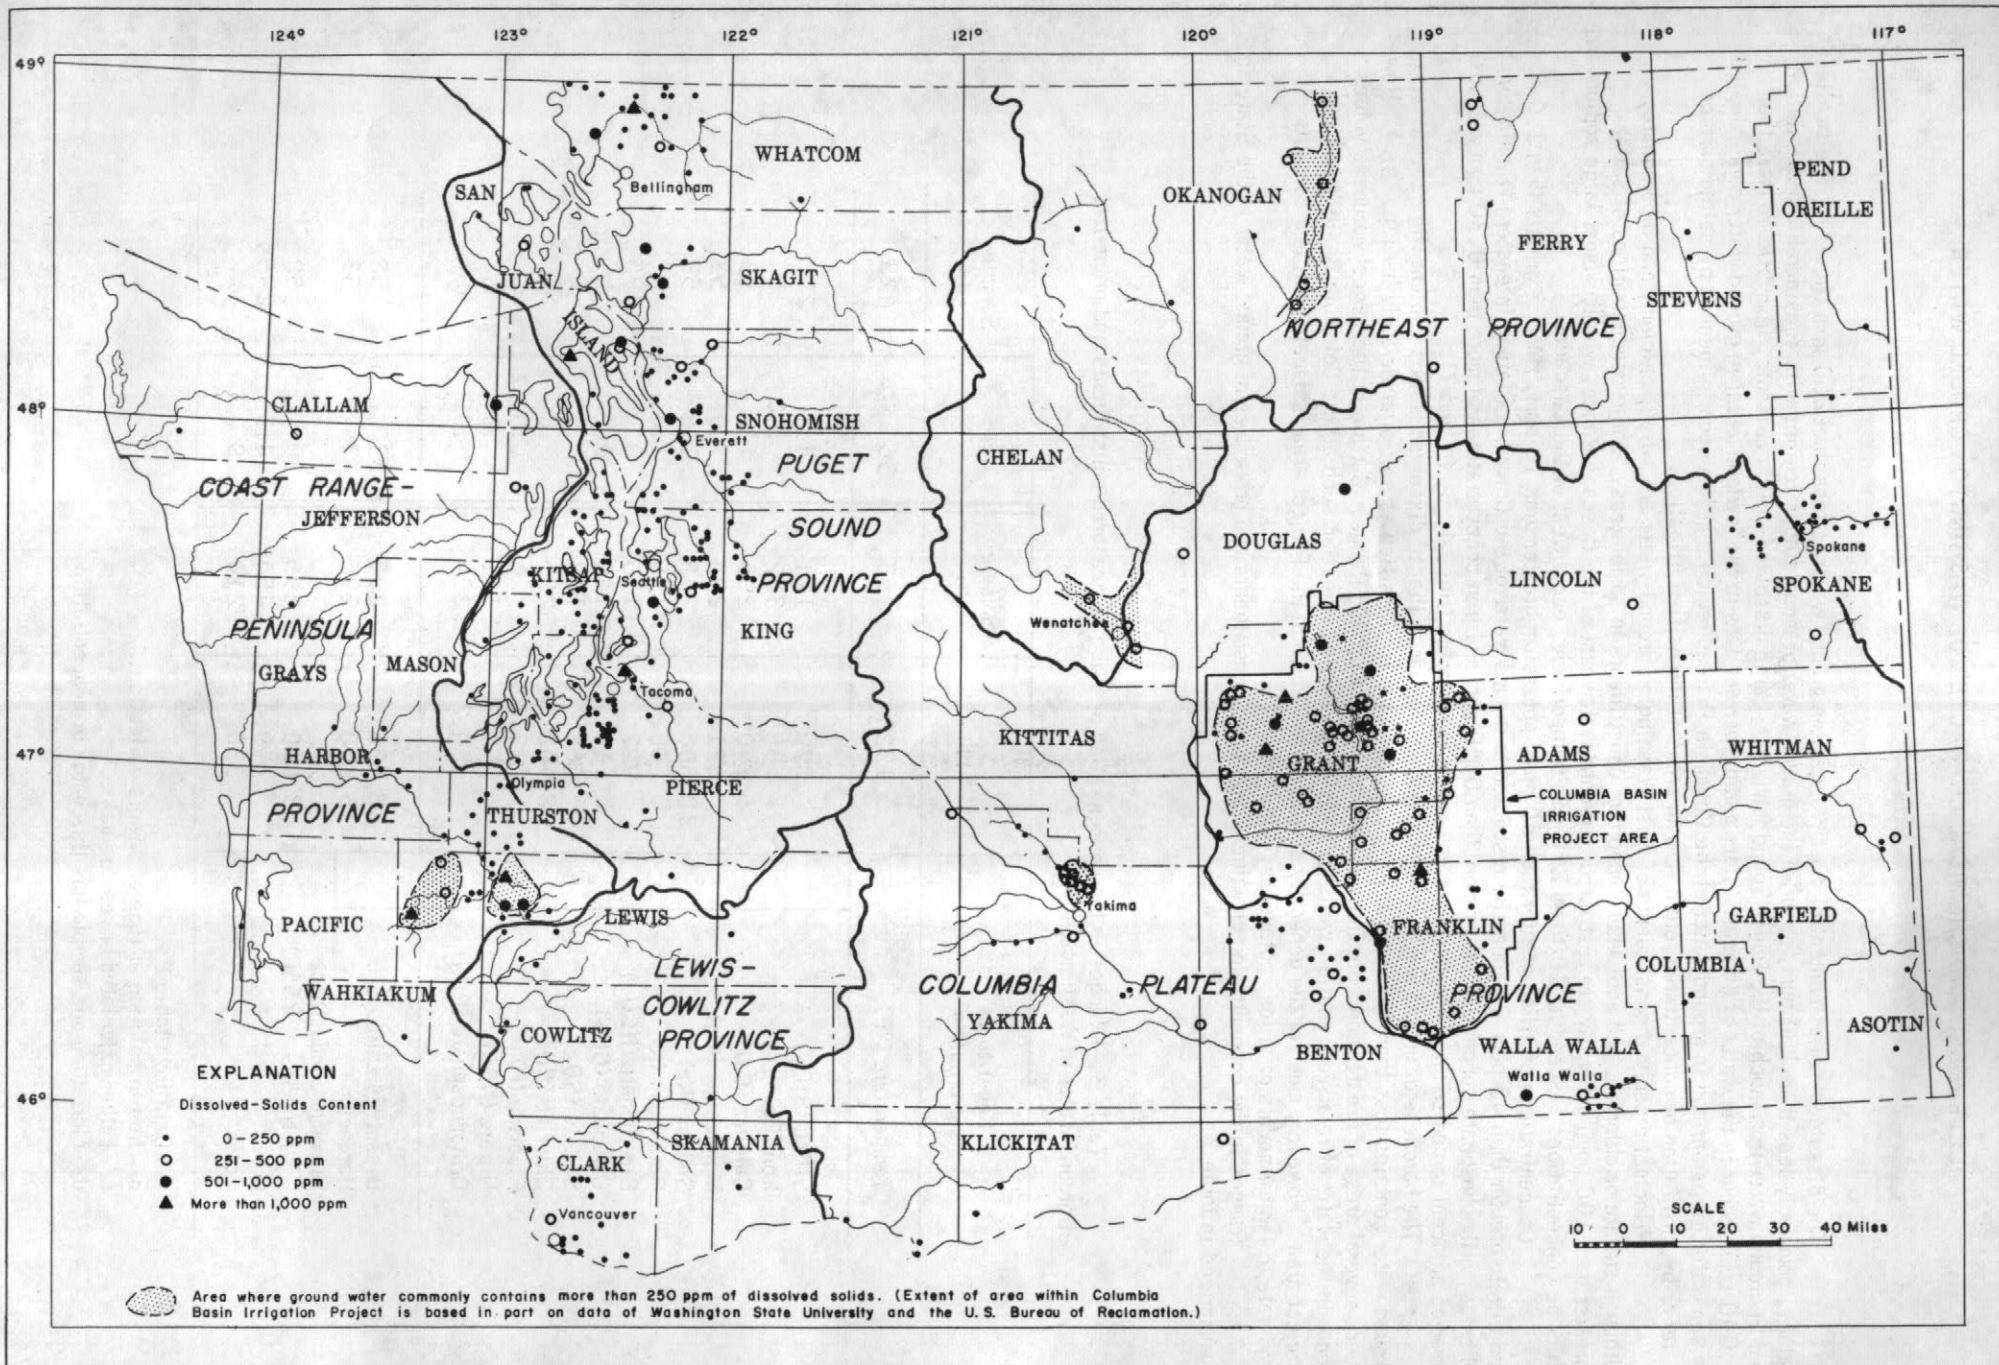 124° 123° 122° 121° 120° 119° 118° 117°
49°
48°
47°
46°
WHATCOM
SAN
JUAN
Bellingham
ISLAND
SKAGIT
OKANOGAN
FERRY
PEND
OREILLE
STEVENS
NORTHEAST PROVINCE
CLALLAM
SNOHOMISH
Everett
PUGET
SOUND
PROVINCE
CHELAN
COAST RANGE-
JEFFERSON
PENINSULA
GRAYS
HARBOR
PROVINCE
KITSAP
Seattle
KING
MASON
Tacoma
DOUGLAS
LINCOLN
Spokane
SPOKANE
Wenatchee
KITTITAS
GRANT
ADAMS
WHITMAN
COLUMBIA BASIN
IRRIGATION
PROJECT AREA
Olympia
PIERCE
THURSTON
PACIFIC
LEWIS
Yakima
FRANKLIN
GARFIELD
COLUMBIA
WAHKIAKUM
LEWIS-
COWLITZ
PROVINCE
COLUMBIA PLATEAU PROVINCE
YAKIMA
COWLITZ
BENTON
WALLA WALLA
Walla Walla
ASOTIN
SKAMANIA
KLICKITAT
CLARK
Vancouver
EXPLANATION
Dissolved-Solids Content
0-250 ppm
251-500 ppm
501-1,000 ppm
More than 1,000 ppm
SCALE
10 0 10 20 30 40 Miles
Area where ground water commonly contains more than 250 ppm of dissolved solids. (Extent of area within Columbia
Basin Irrigation Project is based in part on data of Washington State University and the U.S. Bureau of Reclamation.)